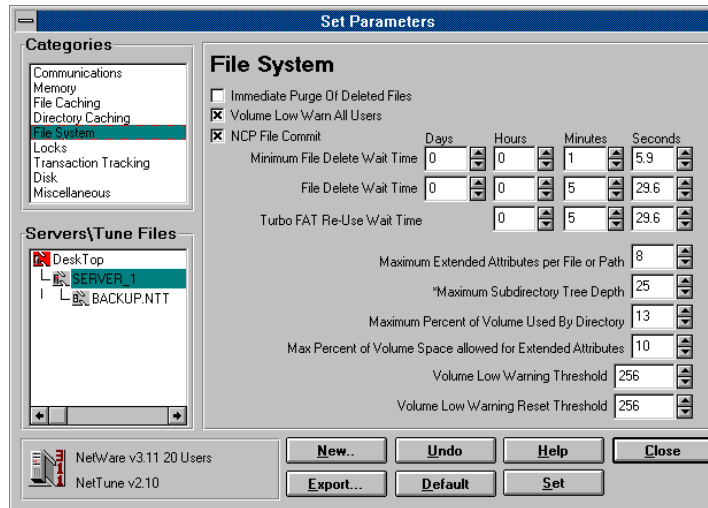 Set Parameters
Categories
Communications
Memory
File Caching
Directory Caching
File System
Locks
Transaction Tracking
Disk
Miscellaneous
Servers\Tune Files
DeskTop
SERVER_1
BACKUP.NTT
File System
Immediate Purge Of Deleted Files
Volume Low Warn All Users
NCP File Commit
Days Hours Minutes Seconds
Minimum File Delete Wait Time 0 0 1 5.9
File Delete Wait Time 0 0 5 29.6
Turbo FAT Re-Use Wait Time 0 5 29.6
Maximum Extended Attributes per File or Path 8
*Maximum Subdirectory Tree Depth 25
Maximum Percent of Volume Used By Directory 13
Max Percent of Volume Space allowed for Extended Attributes 10
Volume Low Warning Threshold 256
Volume Low Warning Reset Threshold 256
311
NetWare v3.11 20 Users
NetTune v2.10
New.. Undo Help Close
Export... Default Set